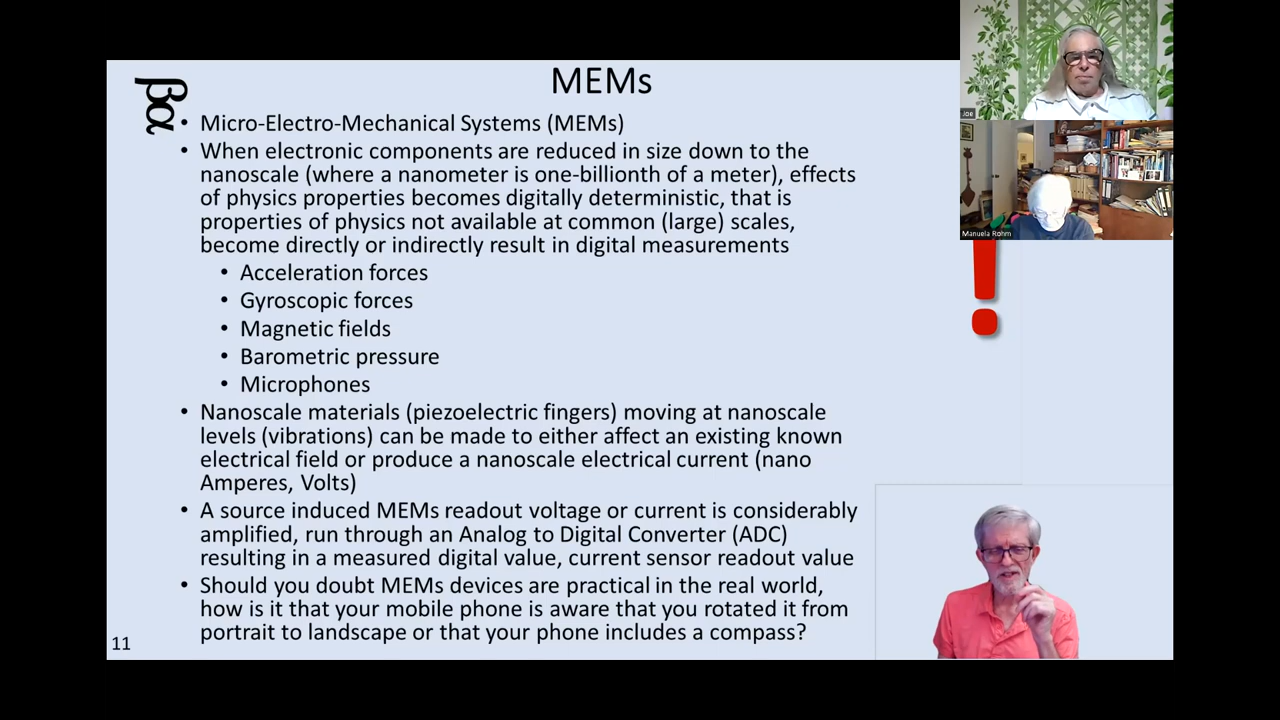 MEMs
βα
• Micro-Electro-Mechanical Systems (MEMs)
• When electronic components are reduced in size down to the
nanoscale (where a nanometer is one-billionth of a meter), effects
of physics properties becomes digitally deterministic, that is
properties of physics not available at common (large) scales,
become directly or indirectly result in digital measurements
• Acceleration forces
• Gyroscopic forces
• Magnetic fields
• Barometric pressure
• Microphones
• Nanoscale materials (piezoelectric fingers) moving at nanoscale
levels (vibrations) can be made to either affect an existing known
electrical field or produce a nanoscale electrical current (nano
Amperes, Volts)
• A source induced MEMs readout voltage or current is considerably
amplified, run through an Analog to Digital Converter (ADC)
resulting in a measured digital value, current sensor readout value
• Should you doubt MEMs devices are practical in the real world,
how is it that your mobile phone is aware that you rotated it from
portrait to landscape or that your phone includes a compass?
11
Joe
Manuela Rohm
!